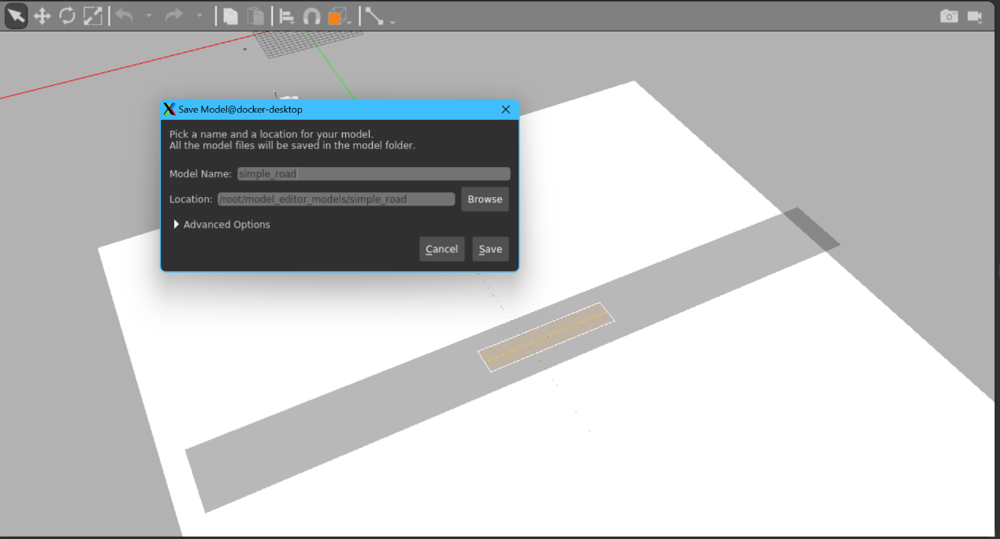 Save Model@docker-desktop
Pick a name and a location for your model.
All the model files will be saved in the model folder.
Model Name: simple_road
Location: /root/model_editor_models/simple_road Browse
Advanced Options
Cancel Save